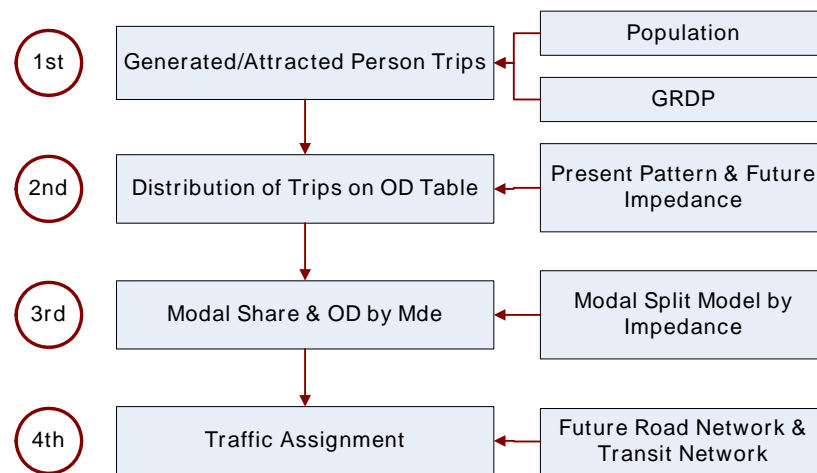 1st
Generated/Attracted Person Trips
Population
GRDP
2nd
Distribution of Trips on OD Table
Present Pattern & Future
Impedance
3rd
Modal Share & OD by Mde
Modal Split Model by
Impedance
4th
Traffic Assignment
Future Road Network &
Transit Network